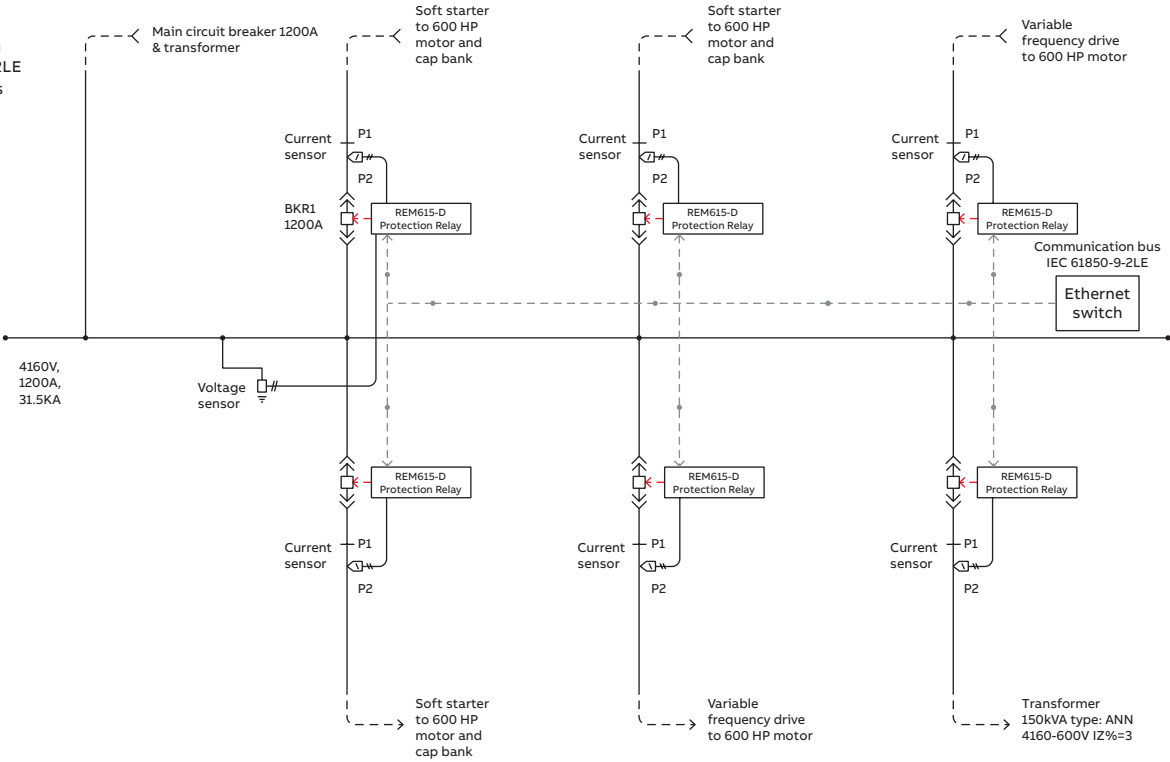 Main circuit breaker 1200A
& transformer
Soft starter
to 600 HP
motor and
cap bank
Soft starter
to 600 HP
motor and
cap bank
Variable
frequency drive
to 600 HP motor
Current
sensor
P1
P2
Current
sensor
P1
P2
Current
sensor
P1
P2
BKR1
1200A
REM615-D
Protection Relay
REM615-D
Protection Relay
REM615-D
Protection Relay
Communication bus
IEC 61850-9-2LE
Ethernet
switch
4160V,
1200A,
31.5KA
Voltage
sensor
REM615-D
Protection Relay
REM615-D
Protection Relay
REM615-D
Protection Relay
Current
sensor
P1
P2
Current
sensor
P1
P2
Current
sensor
P1
P2
Soft starter
to 600 HP
motor and
cap bank
Variable
frequency drive
to 600 HP motor
Transformer
150kVA type: ANN
4160-600V IZ%=3